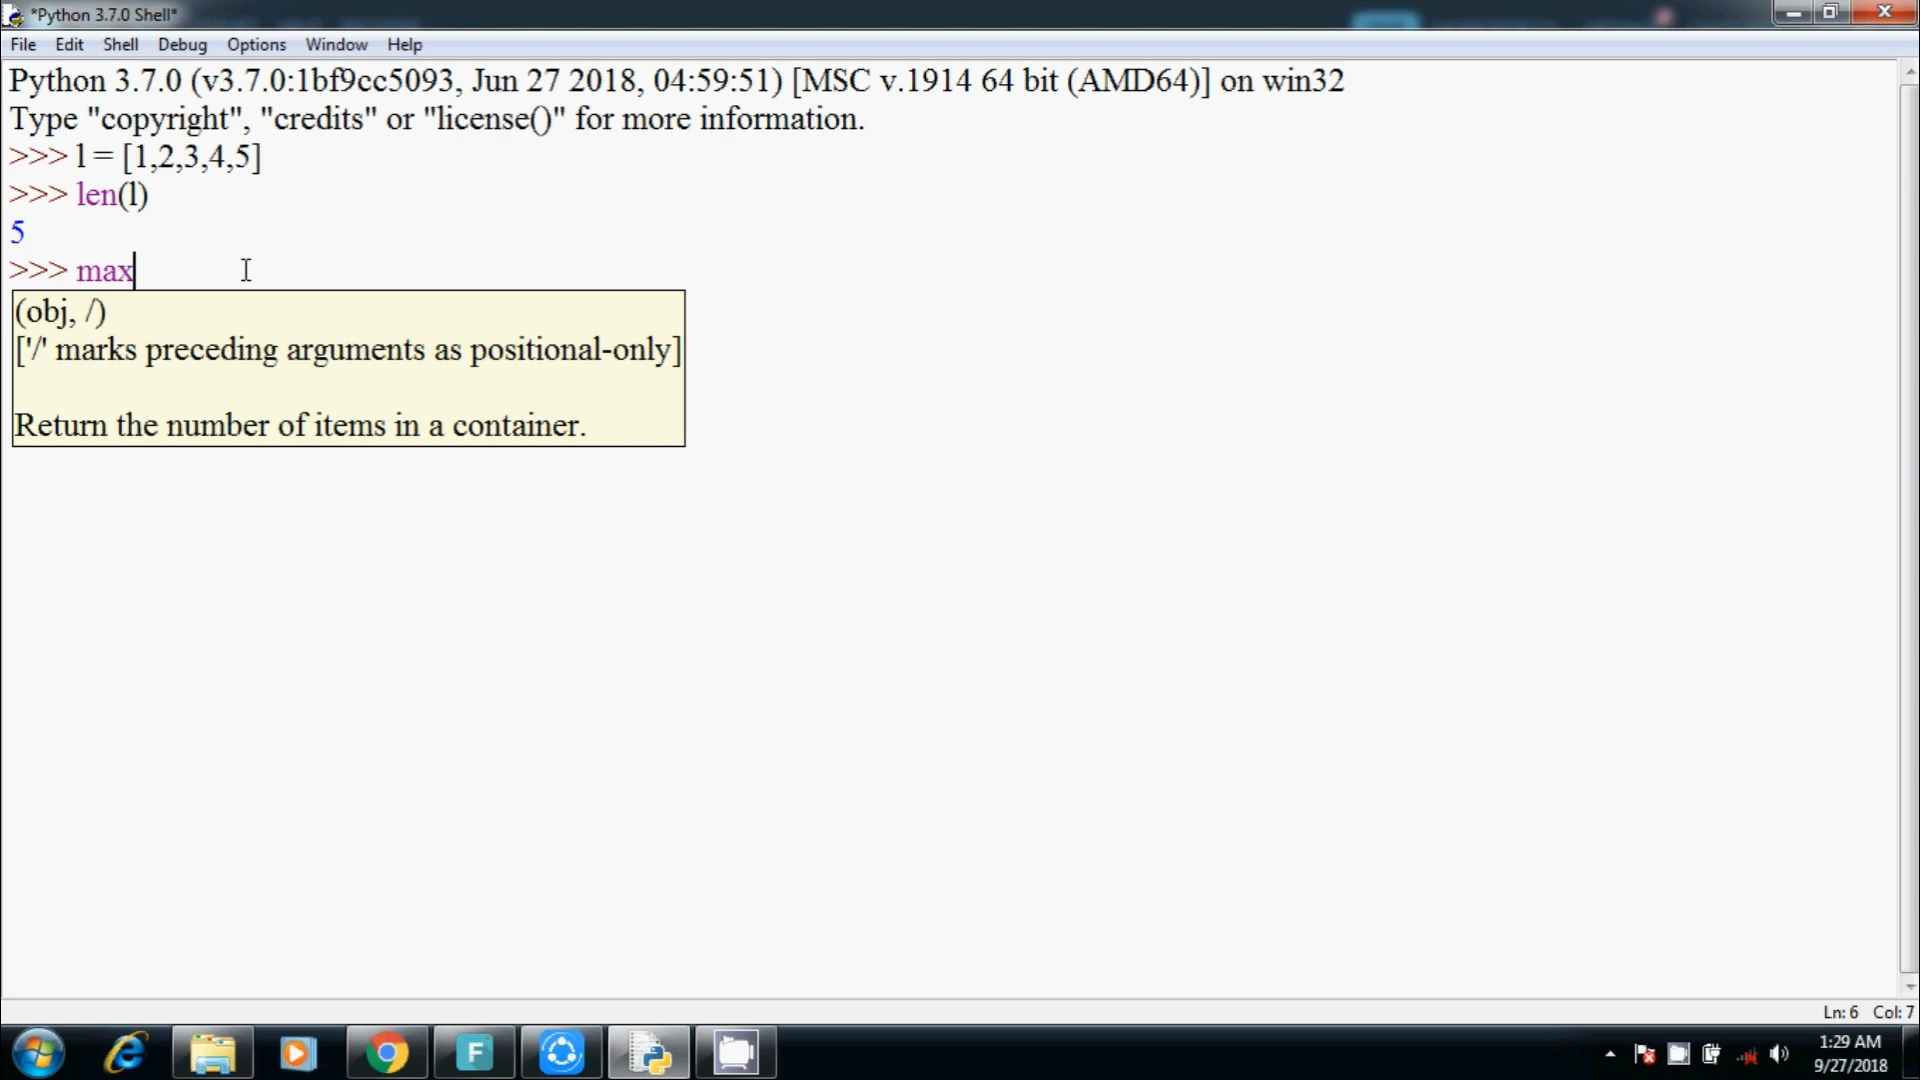 *Python 3.7.0 Shell*
File Edit Shell Debug Options Window Help
Python 3.7.0 (v3.7.0:1bf9cc5093, Jun 27 2018, 04:59:51) [MSC v.1914 64 bit (AMD64)] on win32
Type "copyright", "credits" or "license()" for more information.
>>> l = [1,2,3,4,5]
>>> len(l)
5
>>> max
(obj, /)
['/' marks preceding arguments as positional-only]
Return the number of items in a container.
Ln: 6 Col: 7
F
1:29 AM
9/27/2018